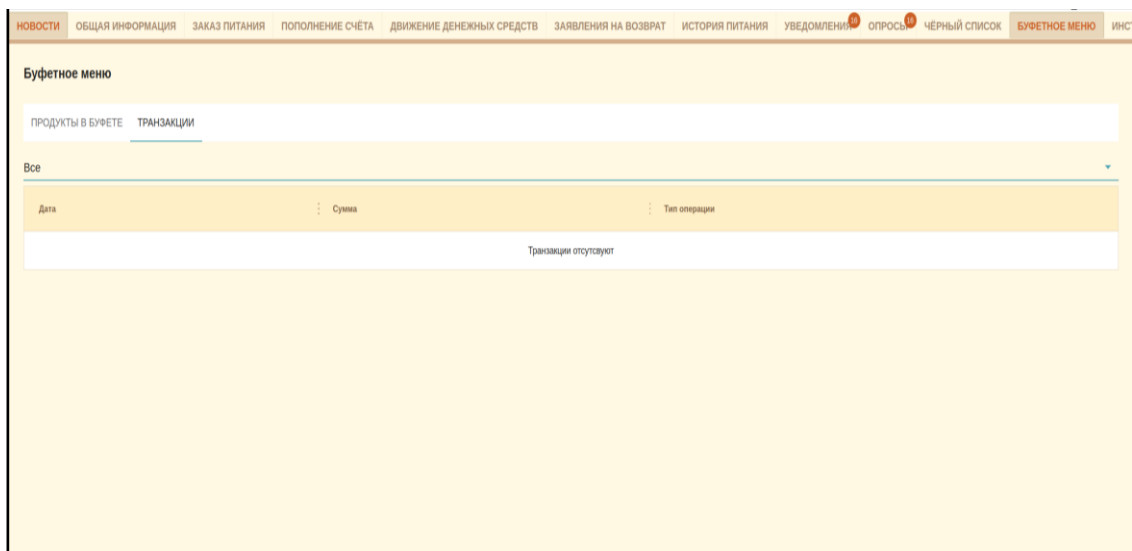 НОВОСТИ ОБЩАЯ ИНФОРМАЦИЯ ЗАКАЗ ПИТАНИЯ ПОПОЛНЕНИЕ СЧЁТА ДВИЖЕНИЕ ДЕНЕЖНЫХ СРЕДСТВ ЗАЯВЛЕНИЯ НА ВОЗВРАТ ИСТОРИЯ ПИТАНИЯ УВЕДОМЛЕНИЯ ОПРОСЫ ЧЁРНЫЙ СПИСОК БУФЕТНОЕ МЕНЮ ИНСТ
Буфетное меню
ПРОДУКТЫ В БУФЕТЕ ТРАНЗАКЦИИ
Все
Дата Сумма Тип операции
Транзакции отсутсвуют